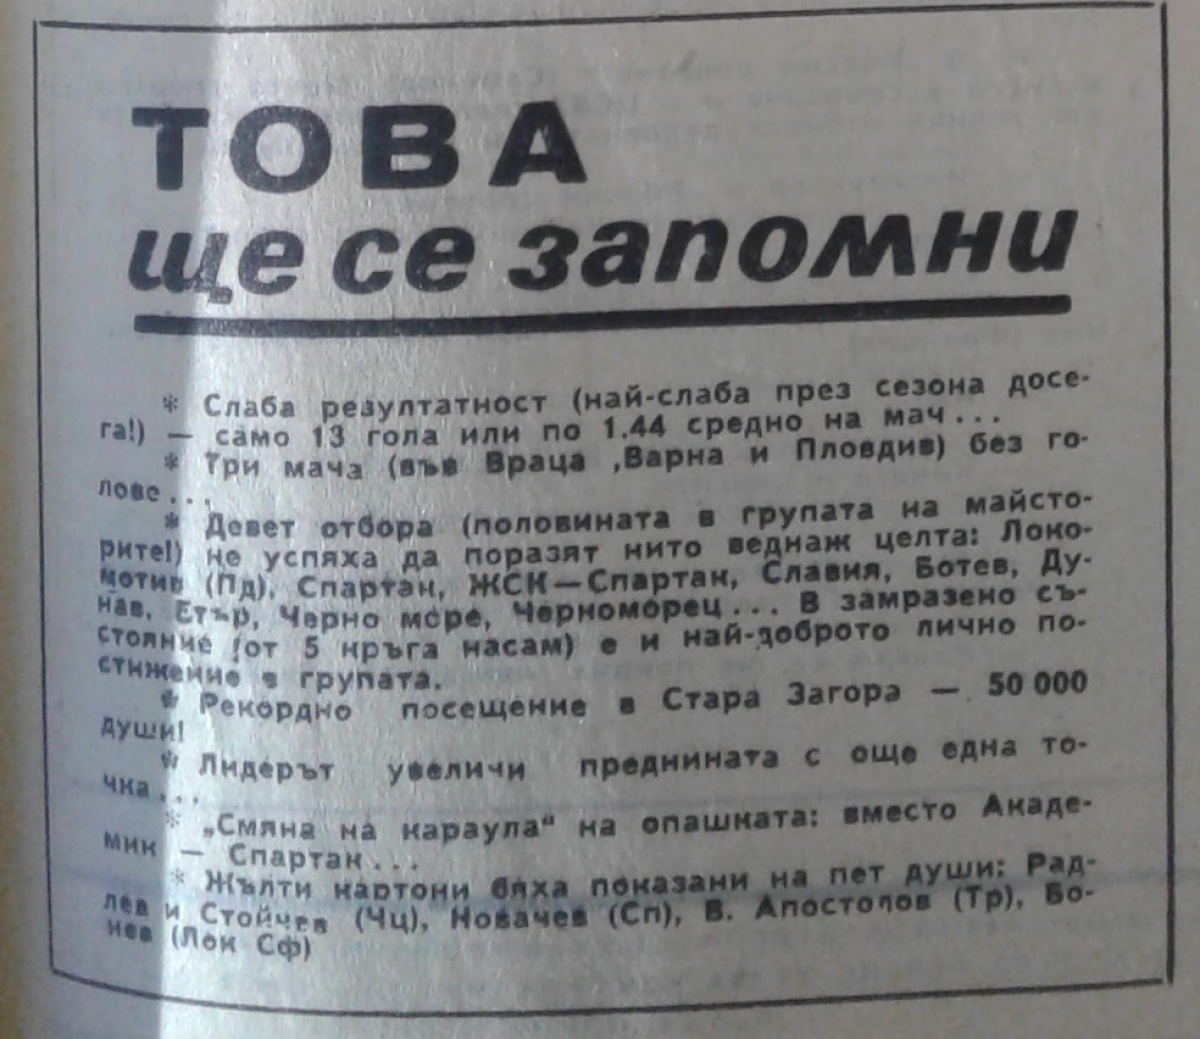 ТОВА
ще се запомни
* Слаба резултатност (най-слаба през сезона досе-
га!) — само 13 гола или по 1.44 средно на мач...
* Три мача (във Враца ,Варна и Пловдив) без го-
лове...
* Девет отбора (половината в групата на майсто-
рите!) не успяха да поразят нито веднаж целта: Локо-
мотив (Пд), Спартан, ЖСК—Спартак, Славия, Ботев, Ду-
нав, Етър, Черно море, Черноморец... В замразено съ-
стояние (от 5 кръга насам) е и най-доброто лично по-
стижение в групата.
* Рекордно посещение в Стара Загора — 50 000
души!
* Лидерът увеличи преднината с още една то-
чка...
* „Смяна на караула“ на опашката: вместо Акаде-
мик — Спартак...
* Жълти картони бяха показани на пет души: Рад-
лев и Стойчев (Чц), Новачев (Сп), В. Апостолов (Тр), Бо-
нев (Лок Сф)